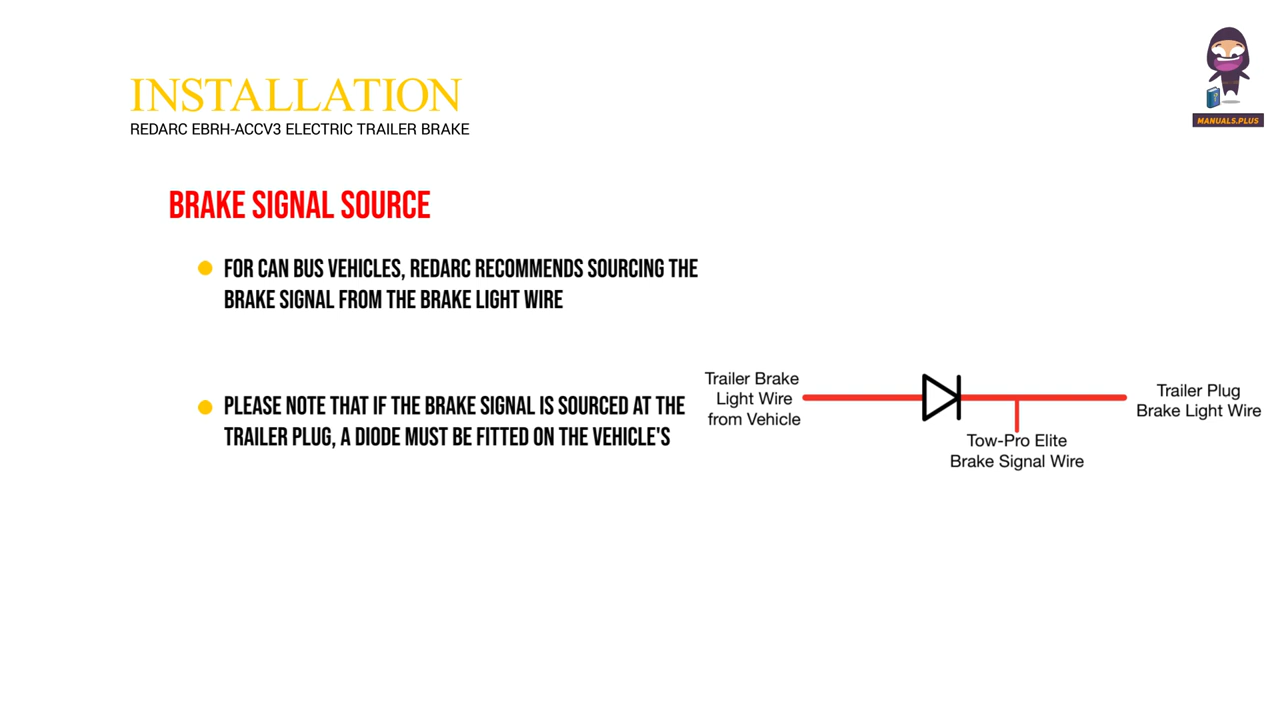 INSTALLATION
REDARC EBRH-ACCV3 ELECTRIC TRAILER BRAKE
MANUALS.PLUS
BRAKE SIGNAL SOURCE
FOR CAN BUS VEHICLES, REDARC RECOMMENDS SOURCING THE
BRAKE SIGNAL FROM THE BRAKE LIGHT WIRE
PLEASE NOTE THAT IF THE BRAKE SIGNAL IS SOURCED AT THE
TRAILER PLUG, A DIODE MUST BE FITTED ON THE VEHICLE'S
Trailer Brake
Light Wire
from Vehicle
Trailer Plug
Brake Light Wire
Tow-Pro Elite
Brake Signal Wire